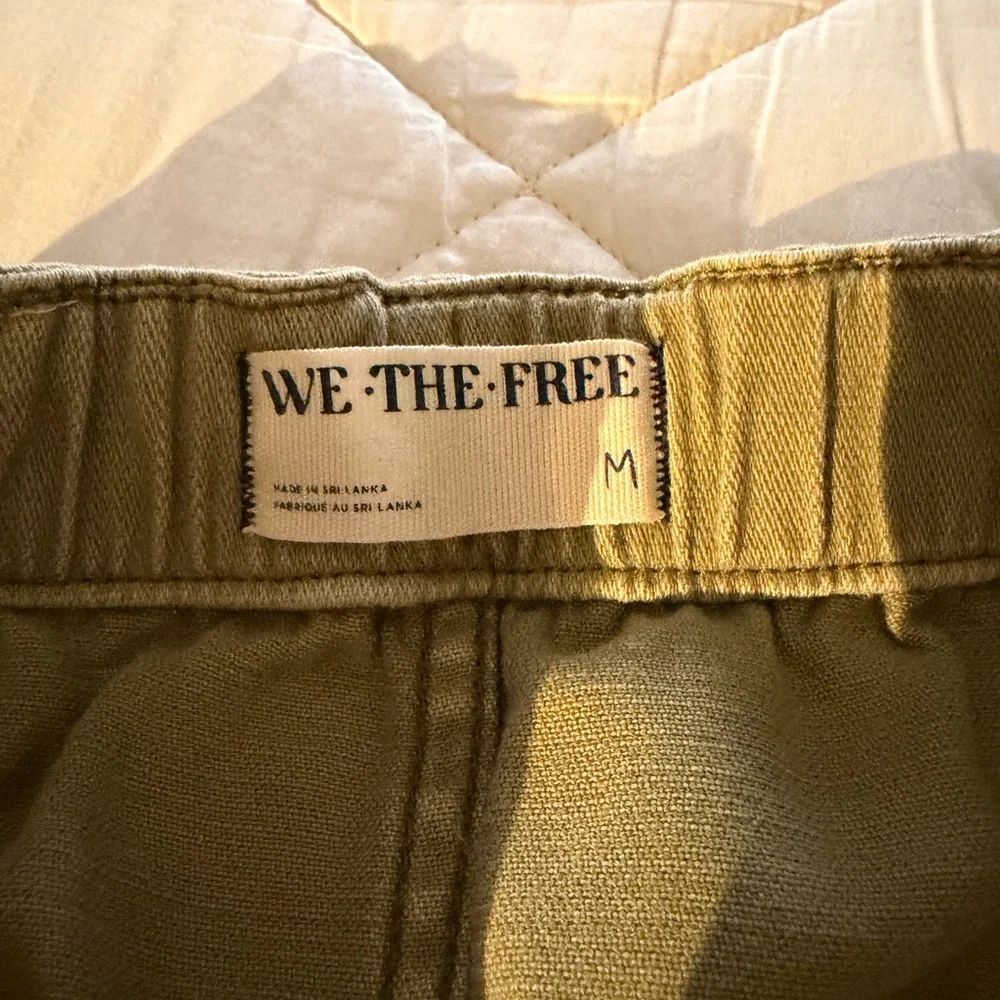 WE·THE·FREE
M
MADE IN SRI LANKA
FABRIQUÉ AU SRI LANKA